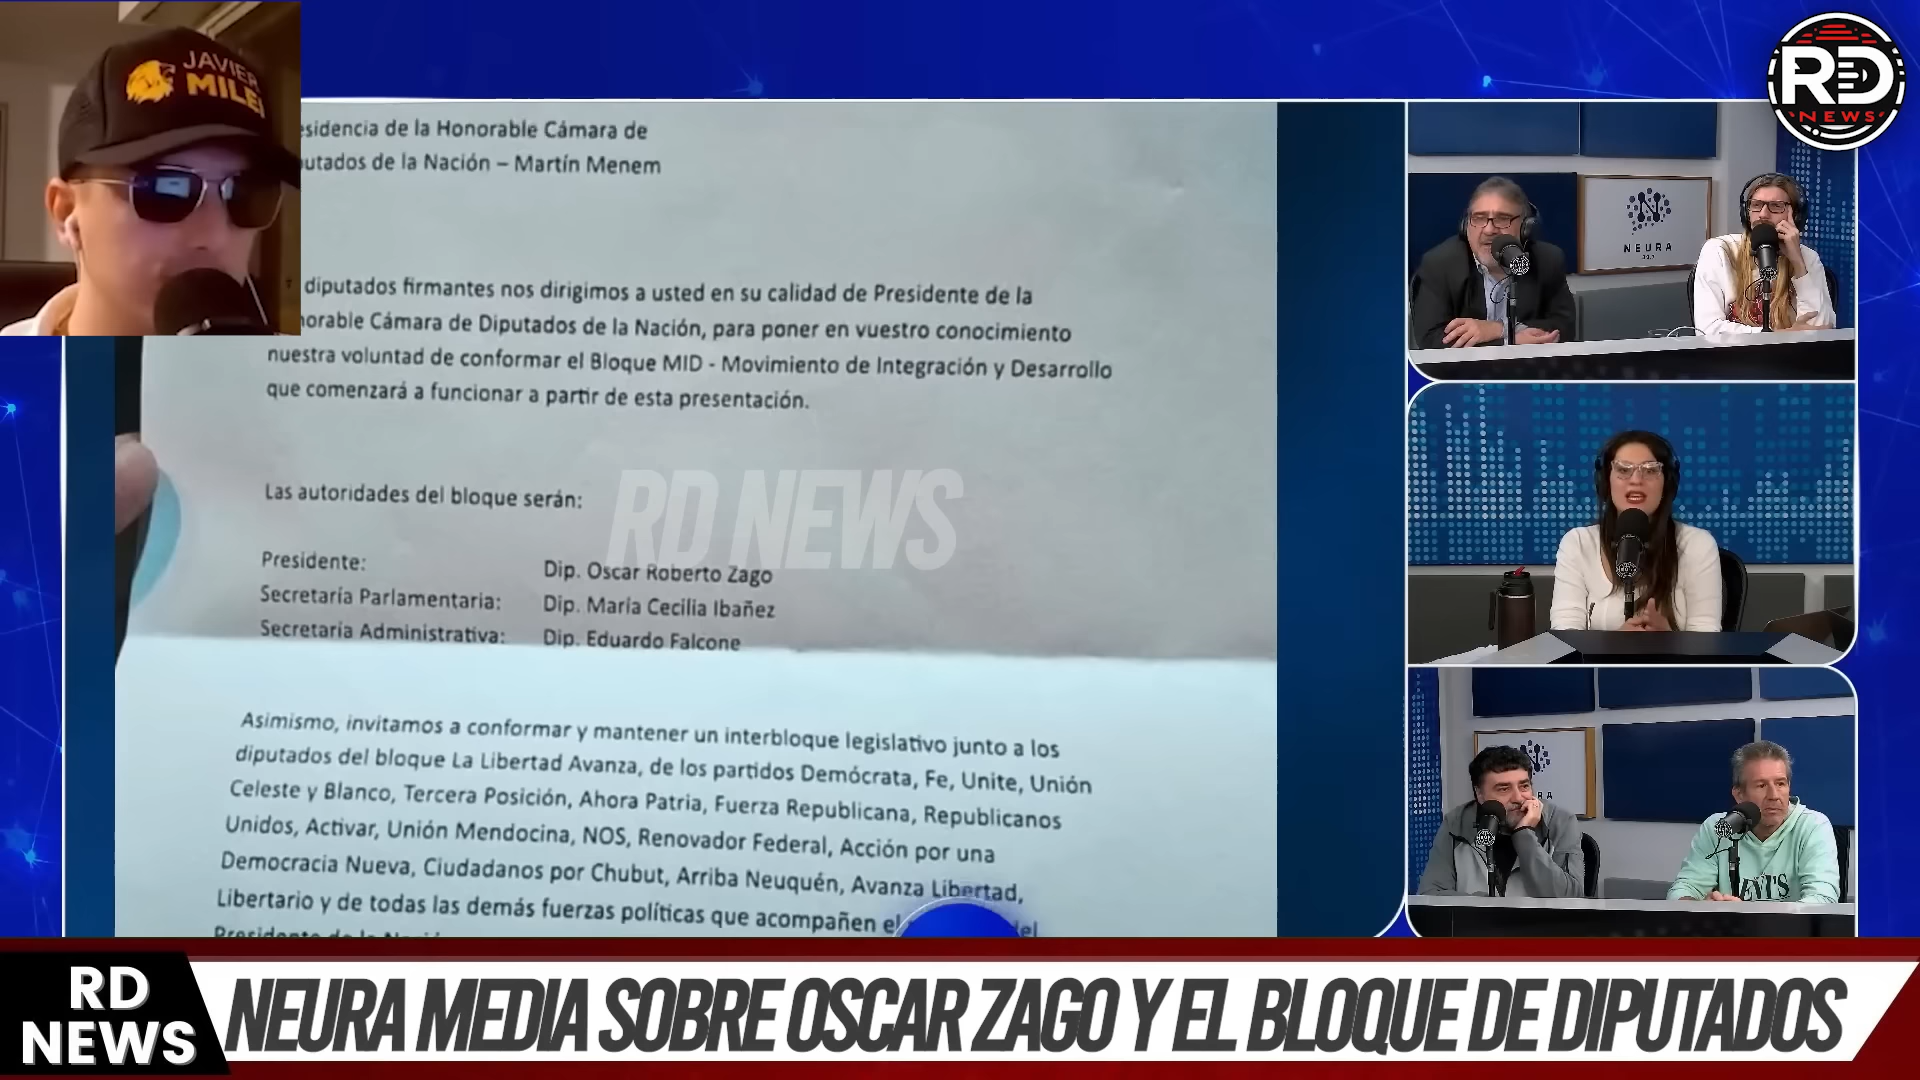 JAVIER
MILEI
RD
NEWS
esidencia de la Honorable Cámara de
utados de la Nación – Martín Menem
diputados firmantes nos dirigimos a usted en su calidad de Presidente de la
norable Cámara de Diputados de la Nación, para poner en vuestro conocimiento
nuestra voluntad de conformar el Bloque MID - Movimiento de Integración y Desarrollo
que comenzará a funcionar a partir de esta presentación.
Las autoridades del bloque serán:
RD NEWS
Presidente: Dip. Oscar Roberto Zago
Secretaría Parlamentaria: Dip. María Cecilia Ibañez
Secretaría Administrativa: Dip. Eduardo Falcone
Asimismo, invitamos a conformar y mantener un interbloque legislativo junto a los
diputados del bloque La Libertad Avanza, de los partidos Demócrata, Fe, Unite, Unión
Celeste y Blanco, Tercera Posición, Ahora Patria, Fuerza Republicana, Republicanos
Unidos, Activar, Unión Mendocina, NOS, Renovador Federal, Acción por una
Democracia Nueva, Ciudadanos por Chubut, Arriba Neuquén, Avanza Libertad,
Libertario y de todas las demás fuerzas políticas que acompañen el del
Presidente de la Nación
NEURA
LEVI'S
RD
NEWS
NEURA MEDIA SOBRE OSCAR ZAGO Y EL BLOQUE DE DIPUTADOS